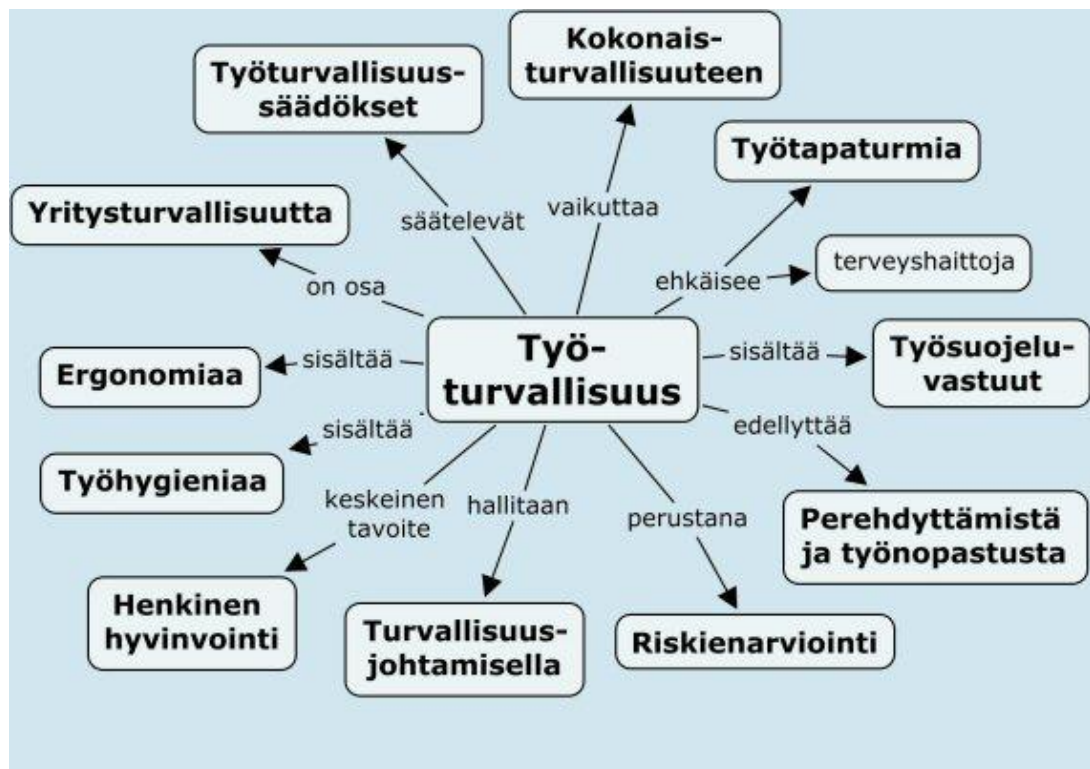 Kokonais-
turvallisuuteen
Työturvallisuus-
säädökset
Työtapaturmia
Yritysturvallisuutta
säätelevät
vaikuttaa
terveyshaittoja
ehkäisee
on osa
Työ-
turvallisuus
sisältää
Työsuojelu-
vastuut
Ergonomiaa
sisältää
sisältää
edellyttää
Työhygieniaa
keskeinen
tavoite
hallitaan
perustana
Perehdyttämistä
ja työnopastusta
Henkinen
hyvinvointi
Turvallisuus-
johtamisella
Riskienarviointi